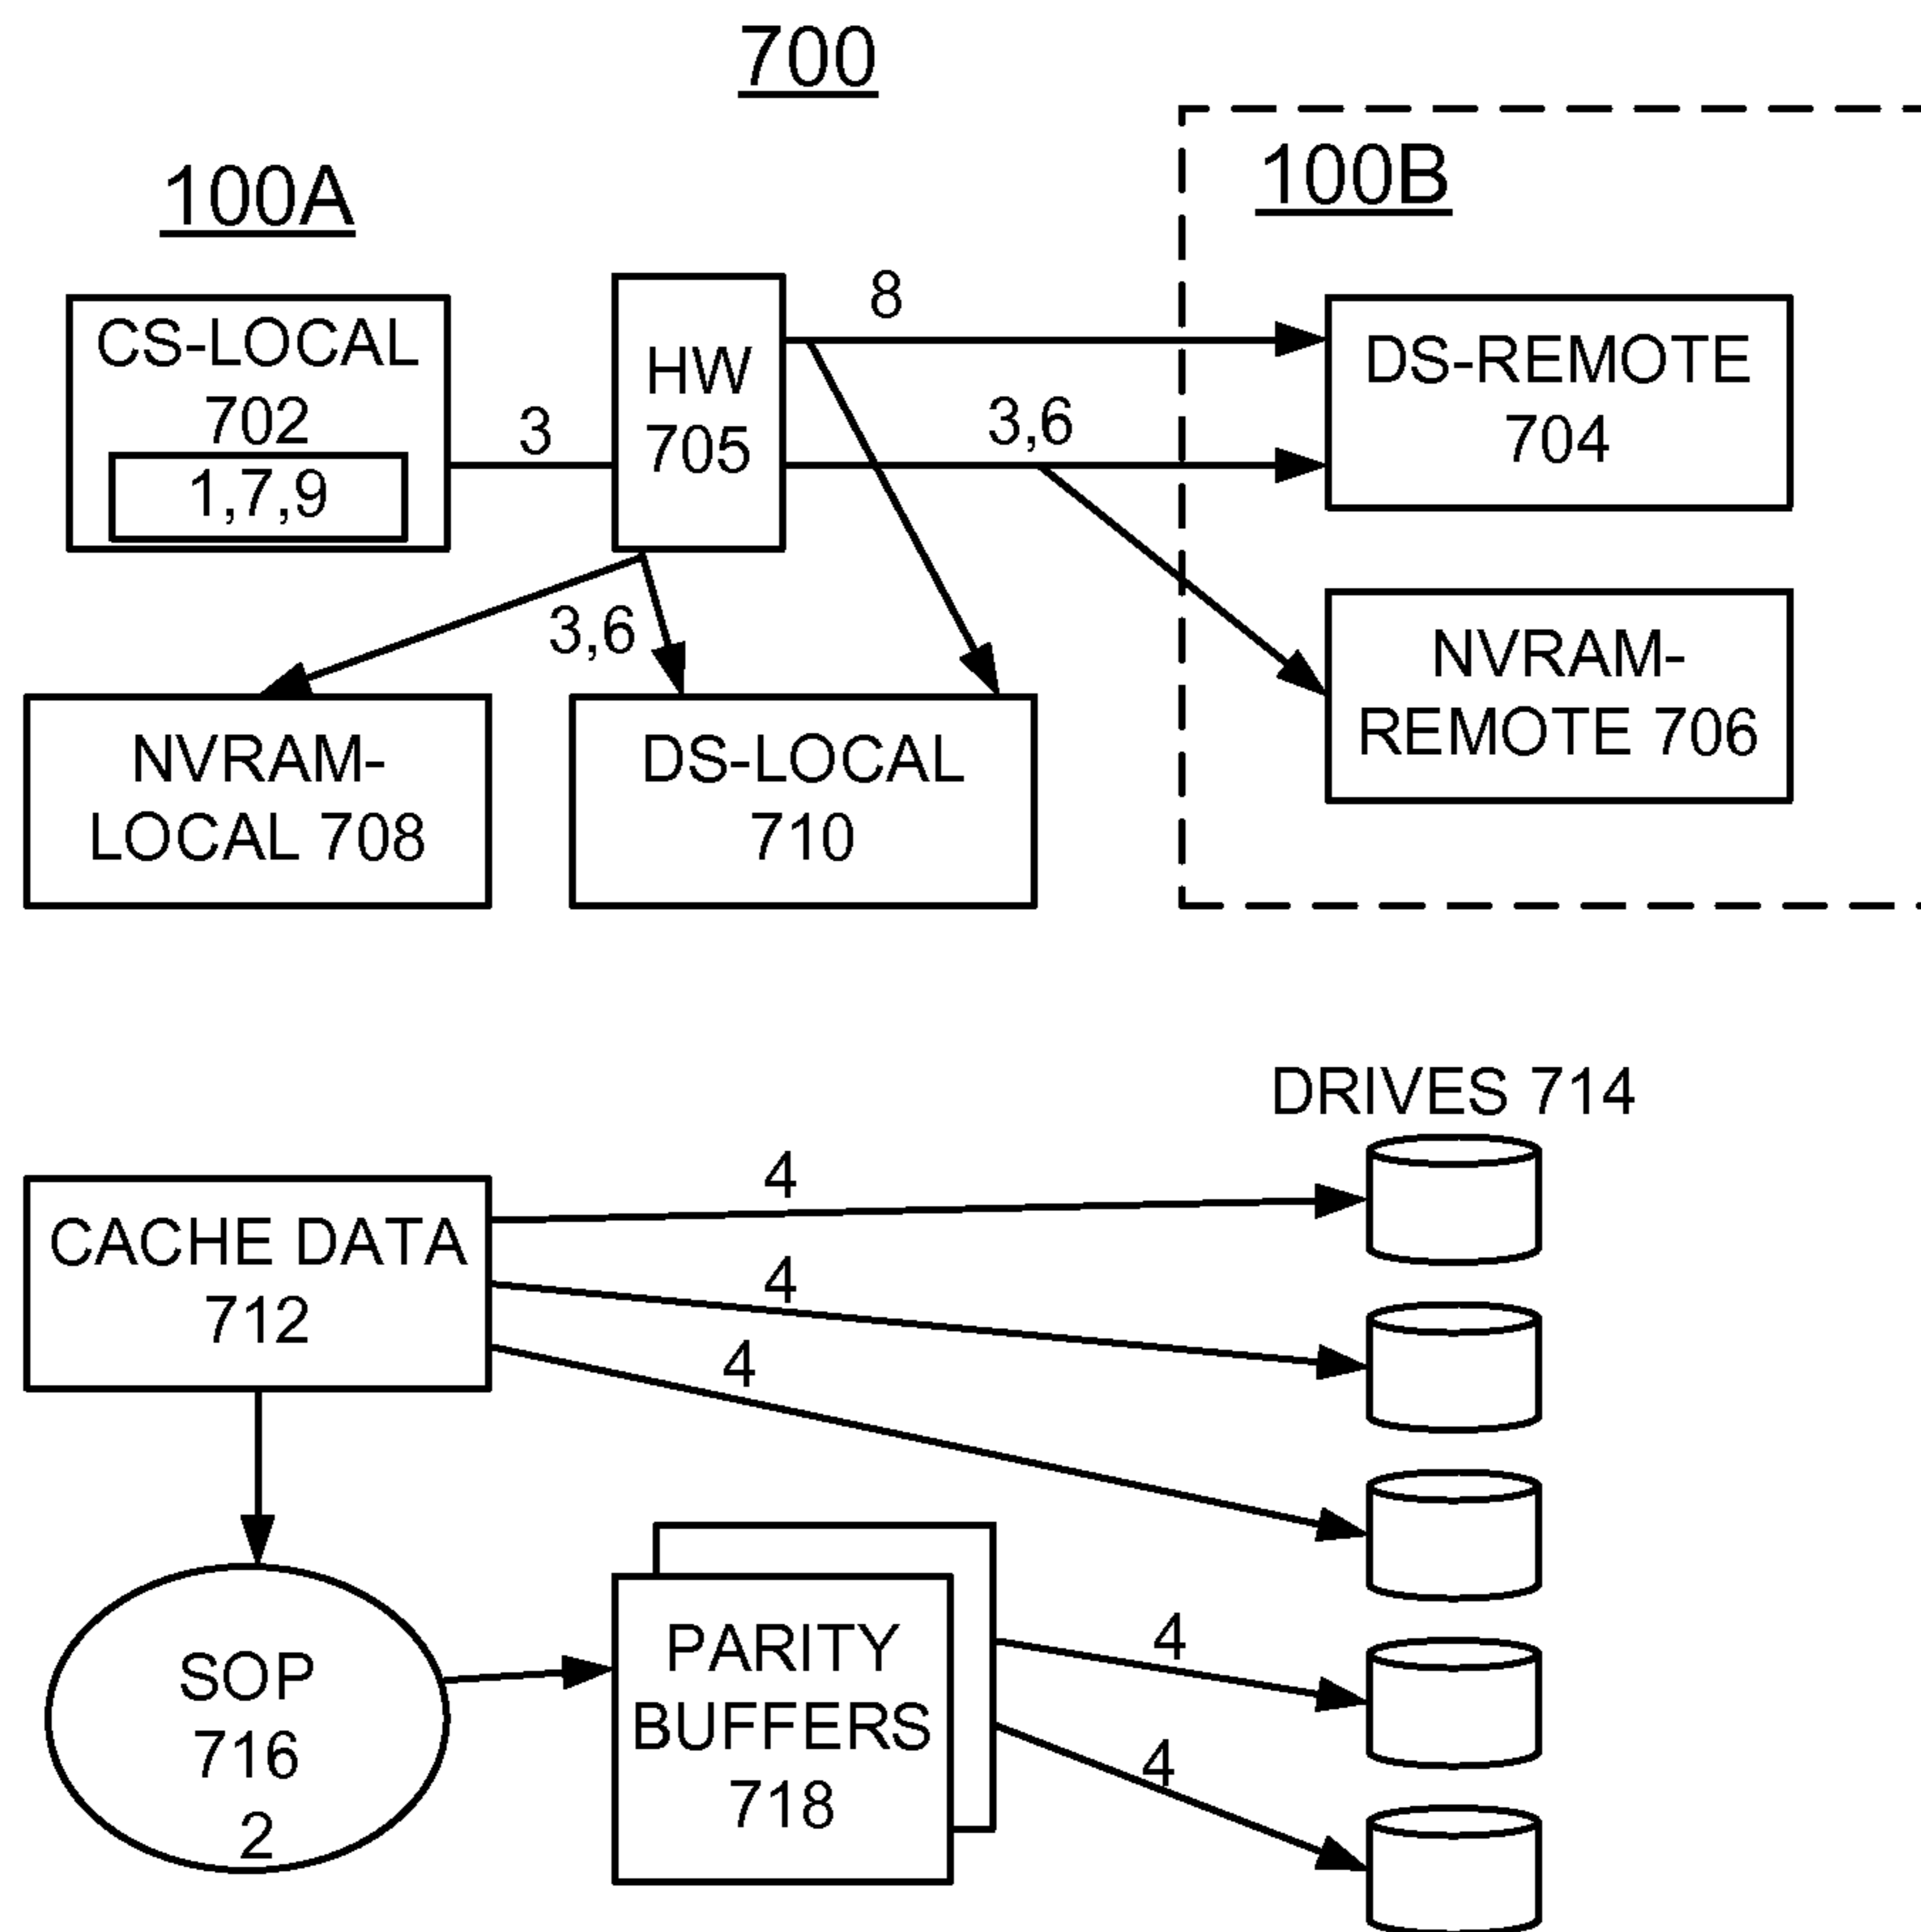 700
100A
100B
CS-LOCAL
702
1,7,9
3
HW
705
8
3,6
DS-REMOTE
704
3,6
NVRAM-
REMOTE 706
NVRAM-
LOCAL 708
DS-LOCAL
710
DRIVES 714
CACHE DATA
712
4
4
4
SOP
716
2
PARITY
BUFFERS
718
4
4